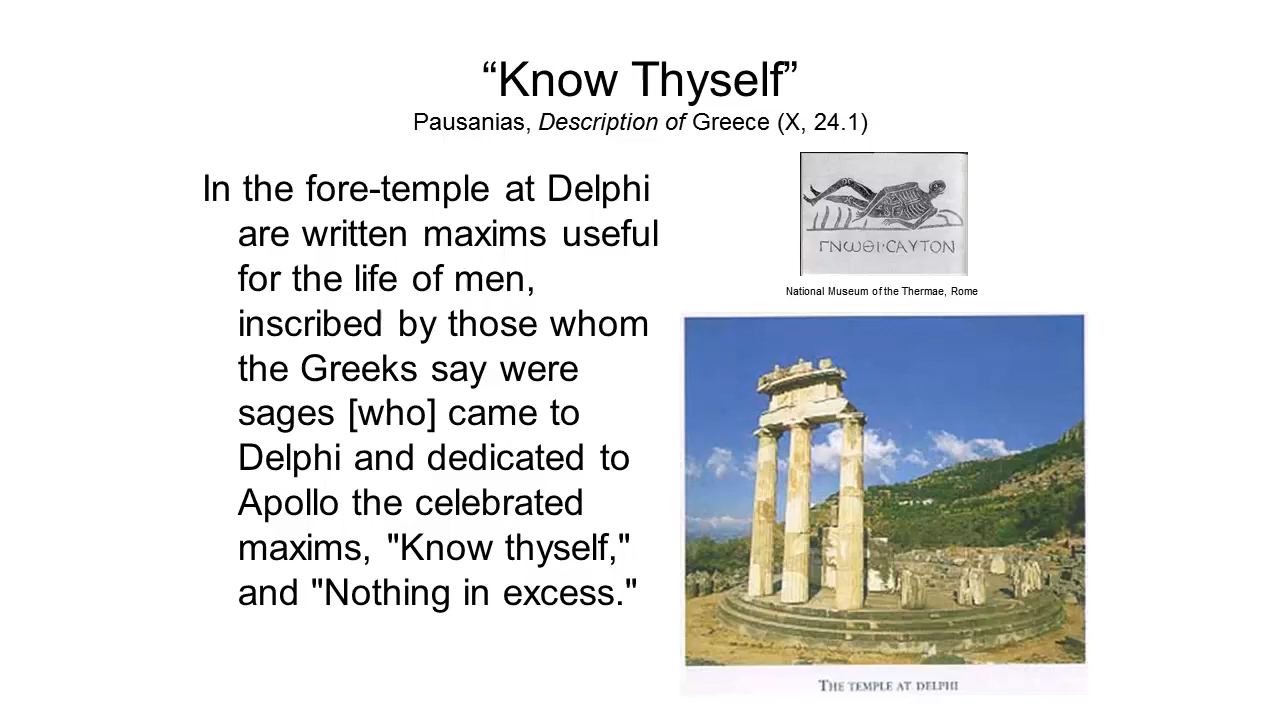 “Know Thyself”
Pausanias, Description of Greece (X, 24.1)
In the fore-temple at Delphi
are written maxims useful
for the life of men,
inscribed by those whom
the Greeks say were
sages [who] came to
Delphi and dedicated to
Apollo the celebrated
maxims, "Know thyself,"
and "Nothing in excess."
ΓΝΩΘΙ·CΑΥΤΟΝ
National Museum of the Thermae, Rome
THE TEMPLE AT DELPHI